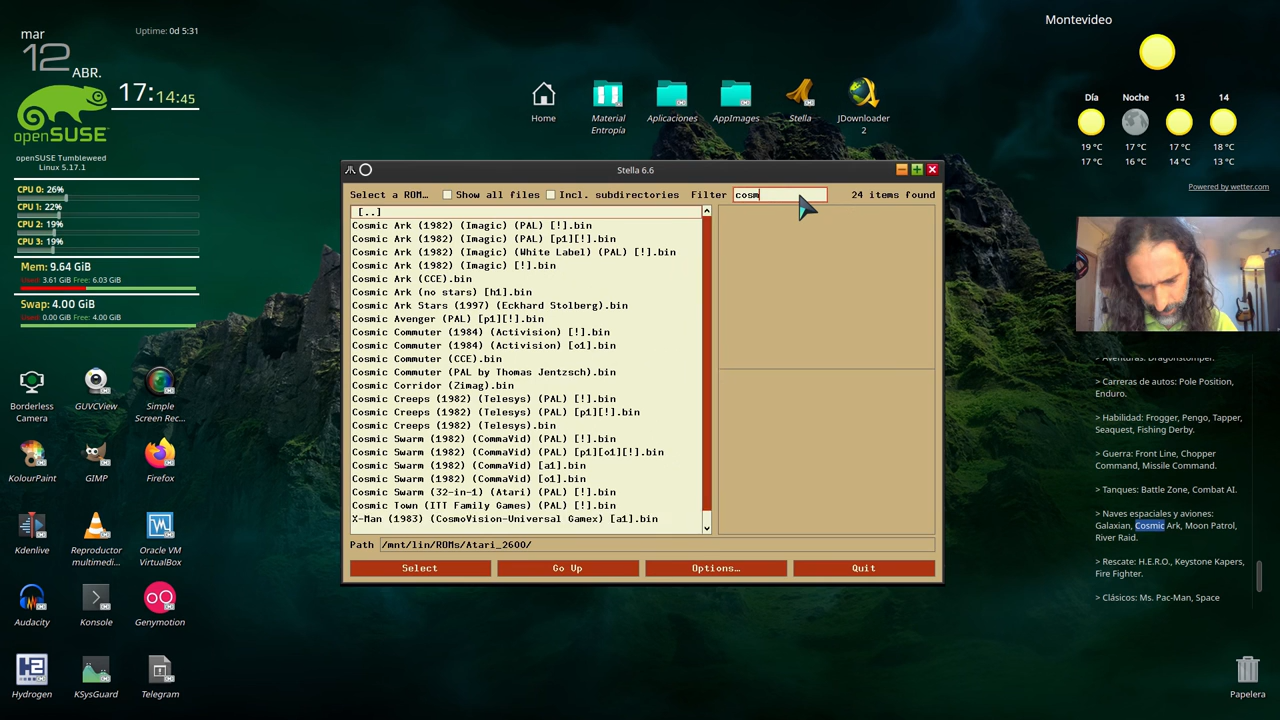 mar
12
ABR.
Uptime: 0d 5:31
17:14:45
openSUSE
openSUSE Tumbleweed
Linux 5.17.1
CPU 0: 26%
CPU 1: 22%
CPU 2: 19%
CPU 3: 19%
Mem: 9.64 GiB
Used: 3.61 GiB Free: 6.03 GiB
Swap: 4.00 GiB
Used: 0.00 GiB Free: 4.00 GiB
Borderless
Camera
GUVCView
Simple
Screen Rec...
KolourPaint
GIMP
Firefox
Kdenlive
Reproductor
multimedi...
Oracle VM
VirtualBox
Audacity
Konsole
Genymotion
Hydrogen
KSysGuard
Telegram
Home
Material
Entropia
Aplicaciones
AppImages
Stella
JDownloader
2
Stella 6.6
Select a ROM… Show all files Incl. subdirectories Filter cosm 24 items found
[..]
Cosmic Ark (1982) (Imagic) (PAL) [!].bin
Cosmic Ark (1982) (Imagic) (PAL) [p1][!].bin
Cosmic Ark (1982) (Imagic) (White Label) (PAL) [!].bin
Cosmic Ark (1982) (Imagic) [!].bin
Cosmic Ark (CCE).bin
Cosmic Ark (no stars) [h1].bin
Cosmic Ark Stars (1997) (Eckhard Stolberg).bin
Cosmic Avenger (PAL) [p1][!].bin
Cosmic Commuter (1984) (Activision) [!].bin
Cosmic Commuter (1984) (Activision) [o1].bin
Cosmic Commuter (CCE).bin
Cosmic Commuter (PAL by Thomas Jentzsch).bin
Cosmic Corridor (Zimag).bin
Cosmic Creeps (1982) (Telesys) (PAL) [!].bin
Cosmic Creeps (1982) (Telesys) (PAL) [p1][!].bin
Cosmic Creeps (1982) (Telesys).bin
Cosmic Swarm (1982) (CommaVid) (PAL) [!].bin
Cosmic Swarm (1982) (CommaVid) (PAL) [p1][o1][!].bin
Cosmic Swarm (1982) (CommaVid) [a1].bin
Cosmic Swarm (1982) (CommaVid) [o1].bin
Cosmic Swarm (32-in-1) (Atari) (PAL) [!].bin
Cosmic Town (ITT Family Games) (PAL) [!].bin
X-Man (1983) (CosmoVision-Universal Gamex) [a1].bin
Path /mnt/lin/ROMs/Atari_2600/
Select
Go Up
Options…
Quit
Montevideo
Día Noche 13 14
19 °C 17 °C 17 °C 18 °C
17 °C 16 °C 14 °C 13 °C
Powered by wetter.com
> Aventuras: Dragonstomper.
> Carreras de autos: Pole Position,
Enduro.
> Habilidad: Frogger, Pengo, Tapper,
Seaquest, Fishing Derby.
> Guerra: Front Line, Chopper
Command, Missile Command.
> Tanques: Battle Zone, Combat AI.
> Naves espaciales y aviones:
Galaxian, Cosmic Ark, Moon Patrol,
River Raid.
> Rescate: H.E.R.O., Keystone Kapers,
Fire Fighter.
> Clásicos: Ms. Pac-Man, Space
Papelera